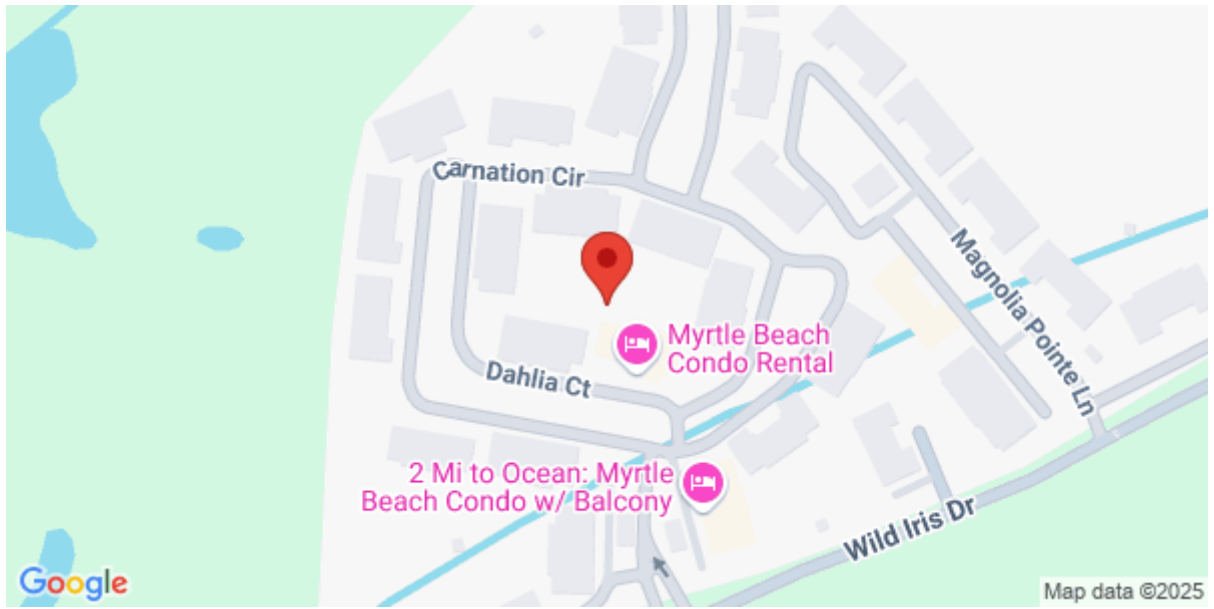 Carnation Cir
Magnolia Pointe Ln
Myrtle Beach
Condo Rental
Dahlia Ct
2 Mi to Ocean: Myrtle
Beach Condo w/ Balcony
Wild Iris Dr
Google
Map data ©2025